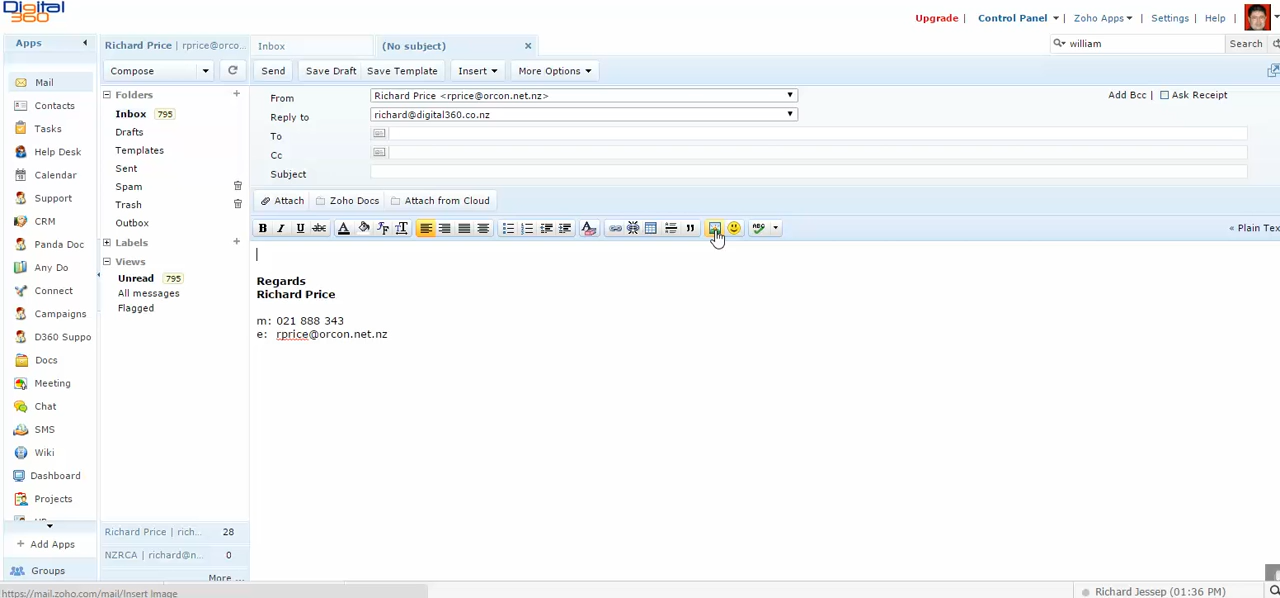 Digital
360
Upgrade | Control Panel | Zoho Apps | Settings | Help
Apps
Richard Price | rprice@orco...
Inbox
(No subject)
william
Search
Mail
Contacts
Tasks
Help Desk
Calendar
Support
CRM
Panda Doc
Any Do
Connect
Campaigns
D360 Suppo
Docs
Meeting
Chat
SMS
Wiki
Dashboard
Projects
+ Add Apps
Groups
Compose
Folders
Inbox 795
Drafts
Templates
Sent
Spam
Trash
Outbox
Labels
Views
Unread 795
All messages
Flagged
Richard Price | rich... 28
NZRCA | richard@n... 0
More ...
Send
Save Draft
Save Template
Insert
More Options
From
Richard Price <rprice@orcon.net.nz>
Add Bcc |
Ask Receipt
Reply to
richard@digital360.co.nz
To
Cc
Subject
Attach
Zoho Docs
Attach from Cloud
B I U abc
ABC
« Plain Tex
Regards
Richard Price
m: 021 888 343
e: rprice@orcon.net.nz
https://mail.zoho.com/mail/Insert Image
Richard Jessep (01:36 PM)